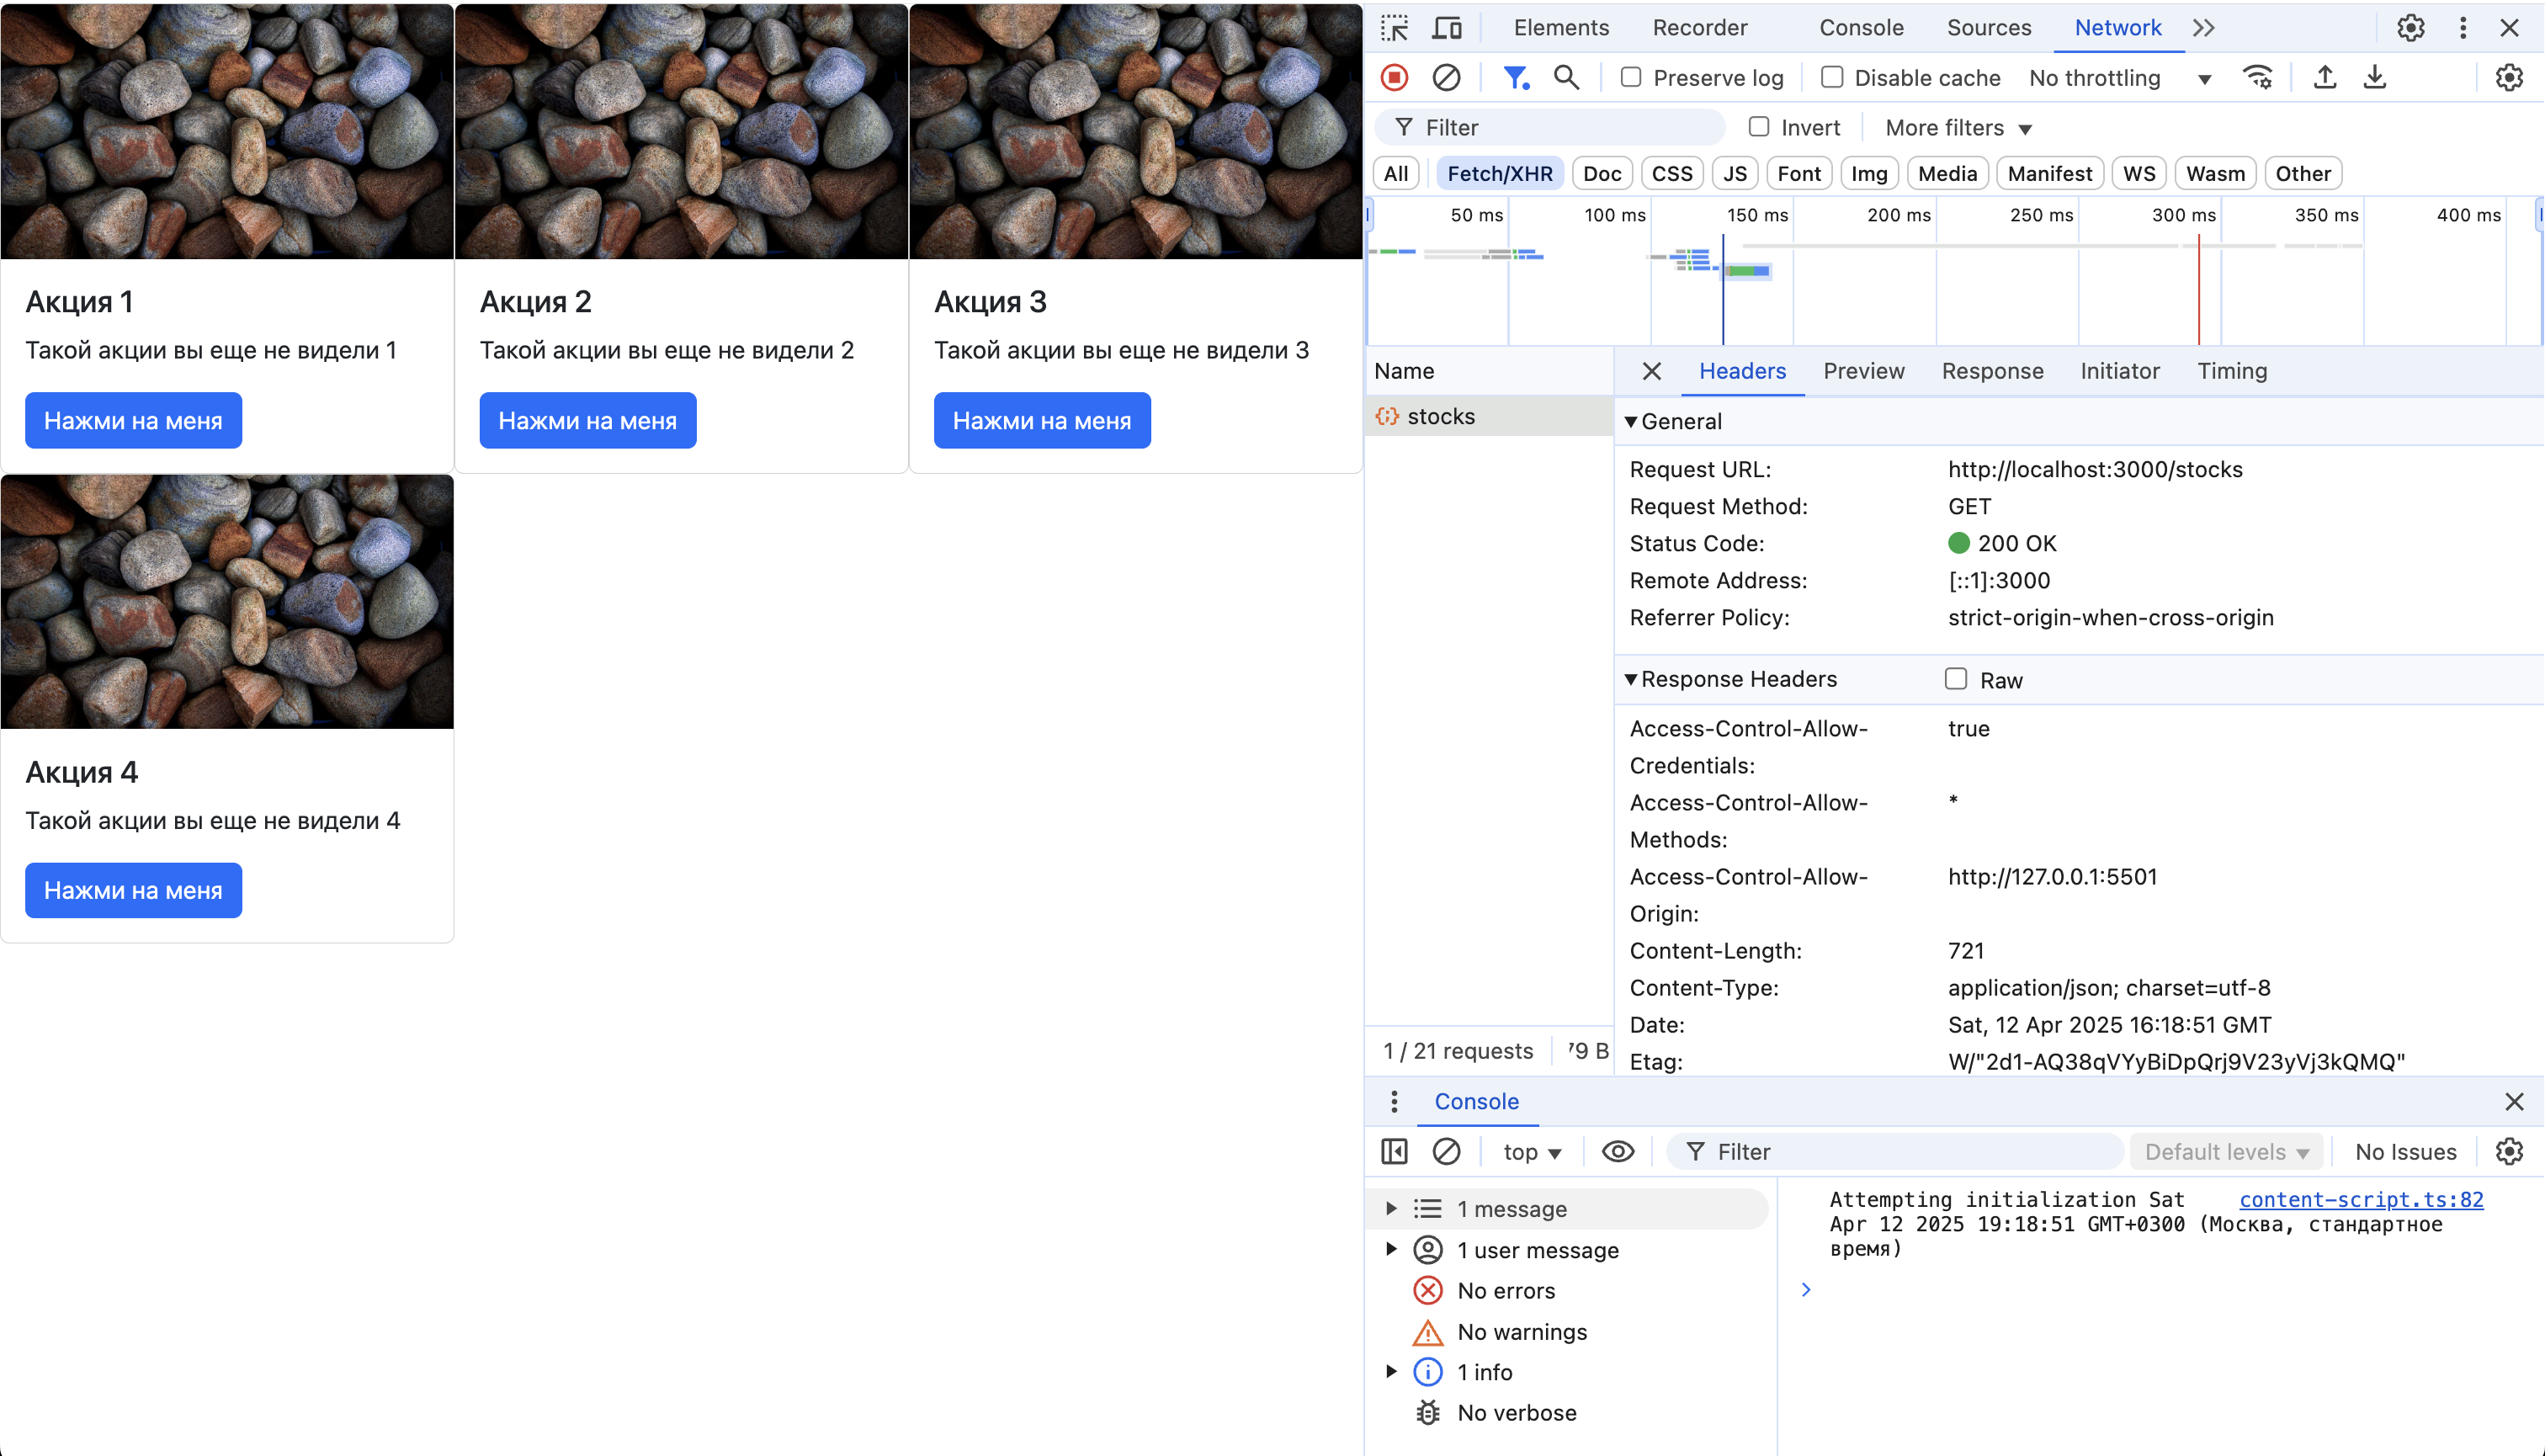 Акция 1
Такой акции вы еще не видели 1
Нажми на меня
Акция 2
Такой акции вы еще не видели 2
Нажми на меня
Акция 3
Такой акции вы еще не видели 3
Нажми на меня
Акция 4
Такой акции вы еще не видели 4
Нажми на меня
Elements Recorder Console Sources Network
Preserve log Disable cache No throttling
Filter Invert More filters
All Fetch/XHR Doc CSS JS Font Img Media Manifest WS Wasm Other
50 ms 100 ms 150 ms 200 ms 250 ms 300 ms 350 ms 400 ms
Name
stocks
1 / 21 requests 79 B
Headers Preview Response Initiator Timing
General
Request URL: http://localhost:3000/stocks
Request Method: GET
Status Code: 200 OK
Remote Address: [::1]:3000
Referrer Policy: strict-origin-when-cross-origin
Response Headers Raw
Access-Control-Allow- true
Credentials:
Access-Control-Allow- *
Methods:
Access-Control-Allow- http://127.0.0.1:5501
Origin:
Content-Length: 721
Content-Type: application/json; charset=utf-8
Date: Sat, 12 Apr 2025 16:18:51 GMT
Etag: W/"2d1-AQ38qVYyBiDpQrj9V23yVj3kQMQ"
Console
top Filter Default levels No Issues
1 message
1 user message
No errors
No warnings
1 info
No verbose
Attempting initialization Sat content-script.ts:82
Apr 12 2025 19:18:51 GMT+0300 (Москва, стандартное
время)